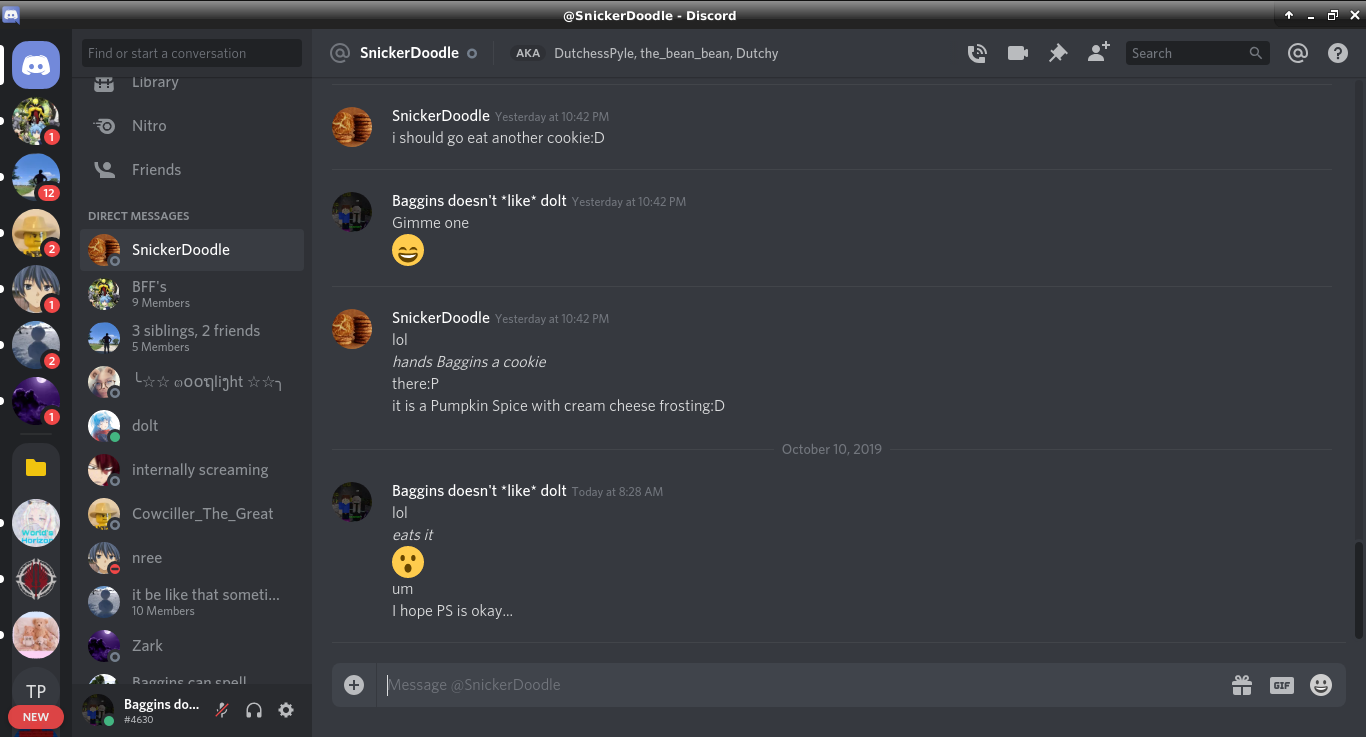 @SnickerDoodle - Discord
Find or start a conversation
SnickerDoodle
AKA DutchessPyle, the_bean_bean, Dutchy
Search
1
12
2
1
2
1
World's
Horizon
TP
NEW
Library
Nitro
Friends
DIRECT MESSAGES
SnickerDoodle
BFF's
9 Members
3 siblings, 2 friends
5 Members
dolt
internally screaming
Cowciller_The_Great
nree
it be like that someti...
10 Members
Zark
Baggins can spell
Baggins do...
#4630
SnickerDoodle Yesterday at 10:42 PM
i should go eat another cookie:D
Baggins doesn't *like* dolt Yesterday at 10:42 PM
Gimme one
SnickerDoodle Yesterday at 10:42 PM
lol
hands Baggins a cookie
there:P
it is a Pumpkin Spice with cream cheese frosting:D
October 10, 2019
Baggins doesn't *like* dolt Today at 8:28 AM
lol
eats it
um
I hope PS is okay...
Message @SnickerDoodle
GIF